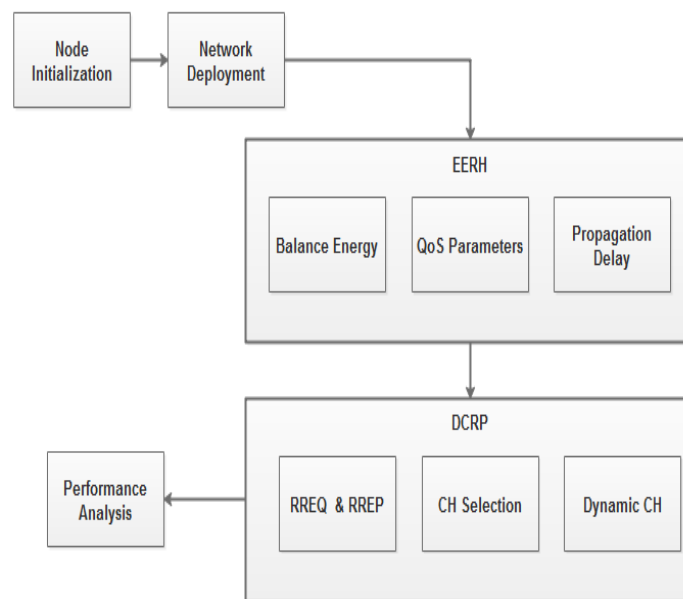 Node
Initialization
Network
Deployment
EERH
Balance Energy
QoS Parameters
Propagation
Delay
DCRP
RREQ & RREP
CH Selection
Dynamic CH
Performance
Analysis